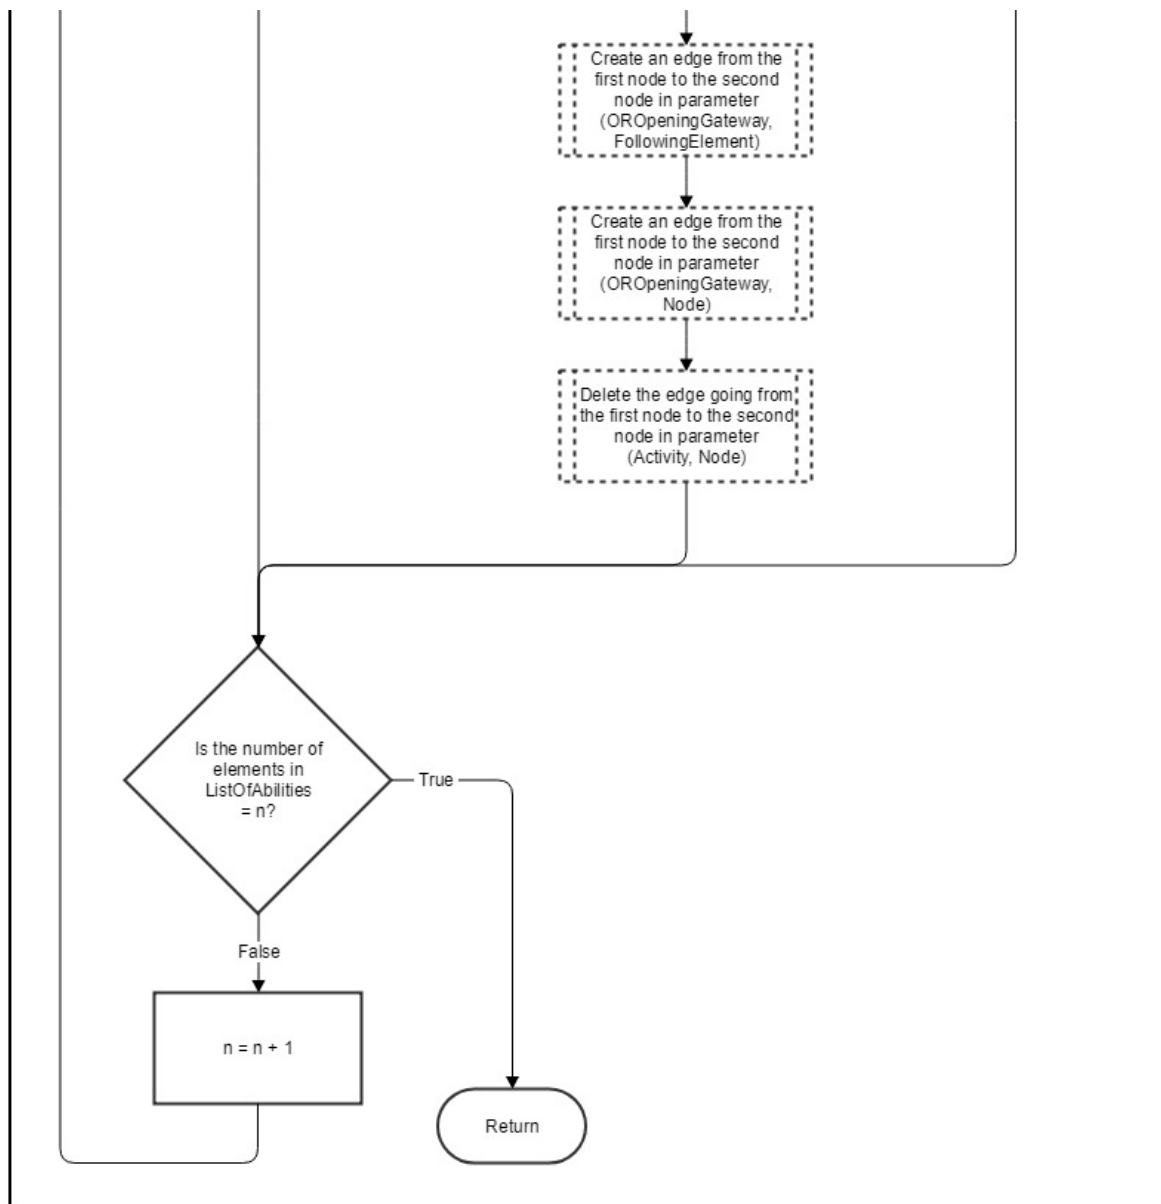 Create an edge from the
first node to the second
node in parameter
(OROpeningGateway,
FollowingElement)
Create an edge from the
first node to the second
node in parameter
(OROpeningGateway,
Node)
Delete the edge going from
the first node to the second
node in parameter
(Activity, Node)
Is the number of
elements in
ListOfAbilities
= n?
True
False
n = n + 1
Return